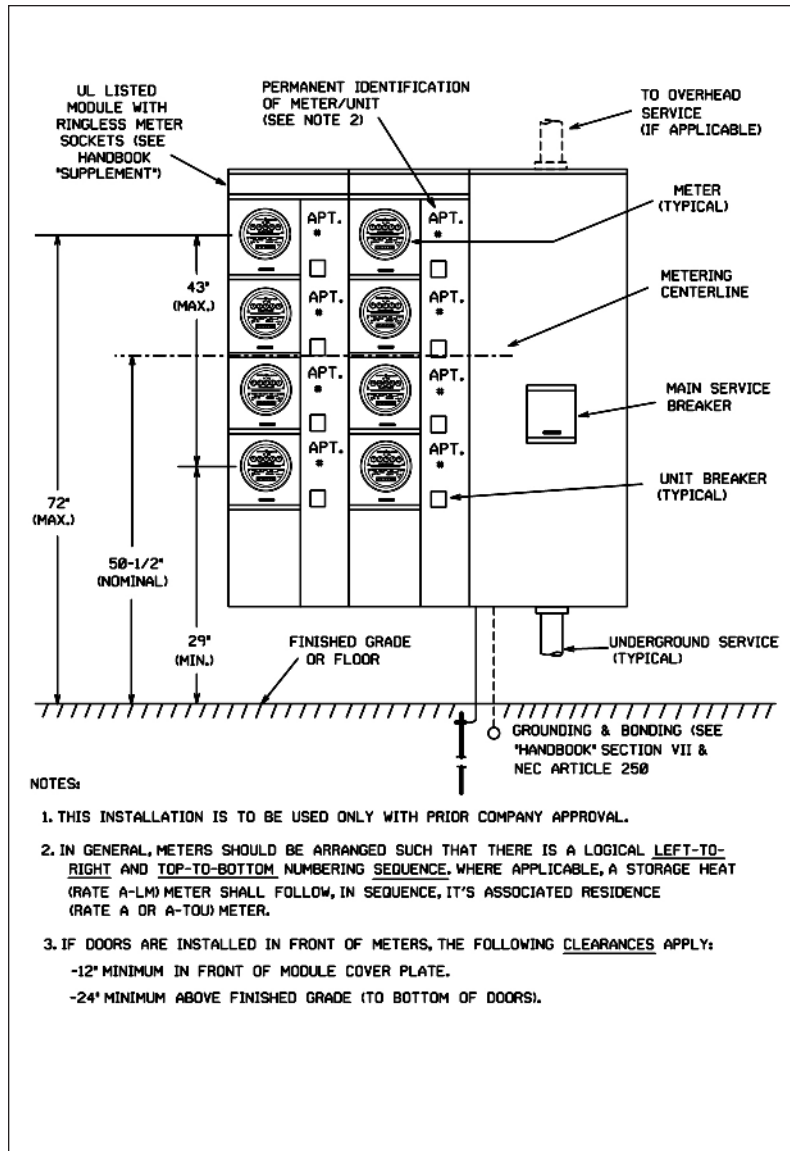 UL LISTED
MODULE WITH
RINGLESS METER
SOCKETS (SEE
HANDBOOK
"SUPPLEMENT")
PERMANENT IDENTIFICATION
OF METER/UNIT
(SEE NOTE 2)
TO OVERHEAD
SERVICE
(IF APPLICABLE)
METER
(TYPICAL)
METERING
CENTERLINE
MAIN SERVICE
BREAKER
UNIT BREAKER
(TYPICAL)
APT.
#
APT.
#
APT.
#
APT.
#
APT.
#
APT.
#
APT.
#
APT.
#
43"
(MAX.)
72"
(MAX.)
50-1/2"
(NOMINAL)
29"
(MIN.)
FINISHED GRADE
OR FLOOR
UNDERGROUND SERVICE
(TYPICAL)
GROUNDING & BONDING (SEE
"HANDBOOK" SECTION VII &
NEC ARTICLE 250
NOTES:
1. THIS INSTALLATION IS TO BE USED ONLY WITH PRIOR COMPANY APPROVAL.
2. IN GENERAL, METERS SHOULD BE ARRANGED SUCH THAT THERE IS A LOGICAL LEFT-TO-
RIGHT AND TOP-TO-BOTTOM NUMBERING SEQUENCE. WHERE APPLICABLE, A STORAGE HEAT
(RATE A-LM) METER SHALL FOLLOW, IN SEQUENCE, IT'S ASSOCIATED RESIDENCE
(RATE A OR A-TOU) METER.
3. IF DOORS ARE INSTALLED IN FRONT OF METERS, THE FOLLOWING CLEARANCES APPLY:
-12" MINIMUM IN FRONT OF MODULE COVER PLATE.
-24" MINIMUM ABOVE FINISHED GRADE (TO BOTTOM OF DOORS).